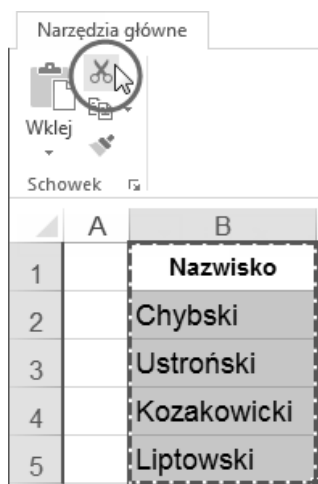 Narzędzia główne
Wklej
Schowek
A B
1 Nazwisko
2 Chybski
3 Ustroński
4 Kozakowicki
5 Liptowski